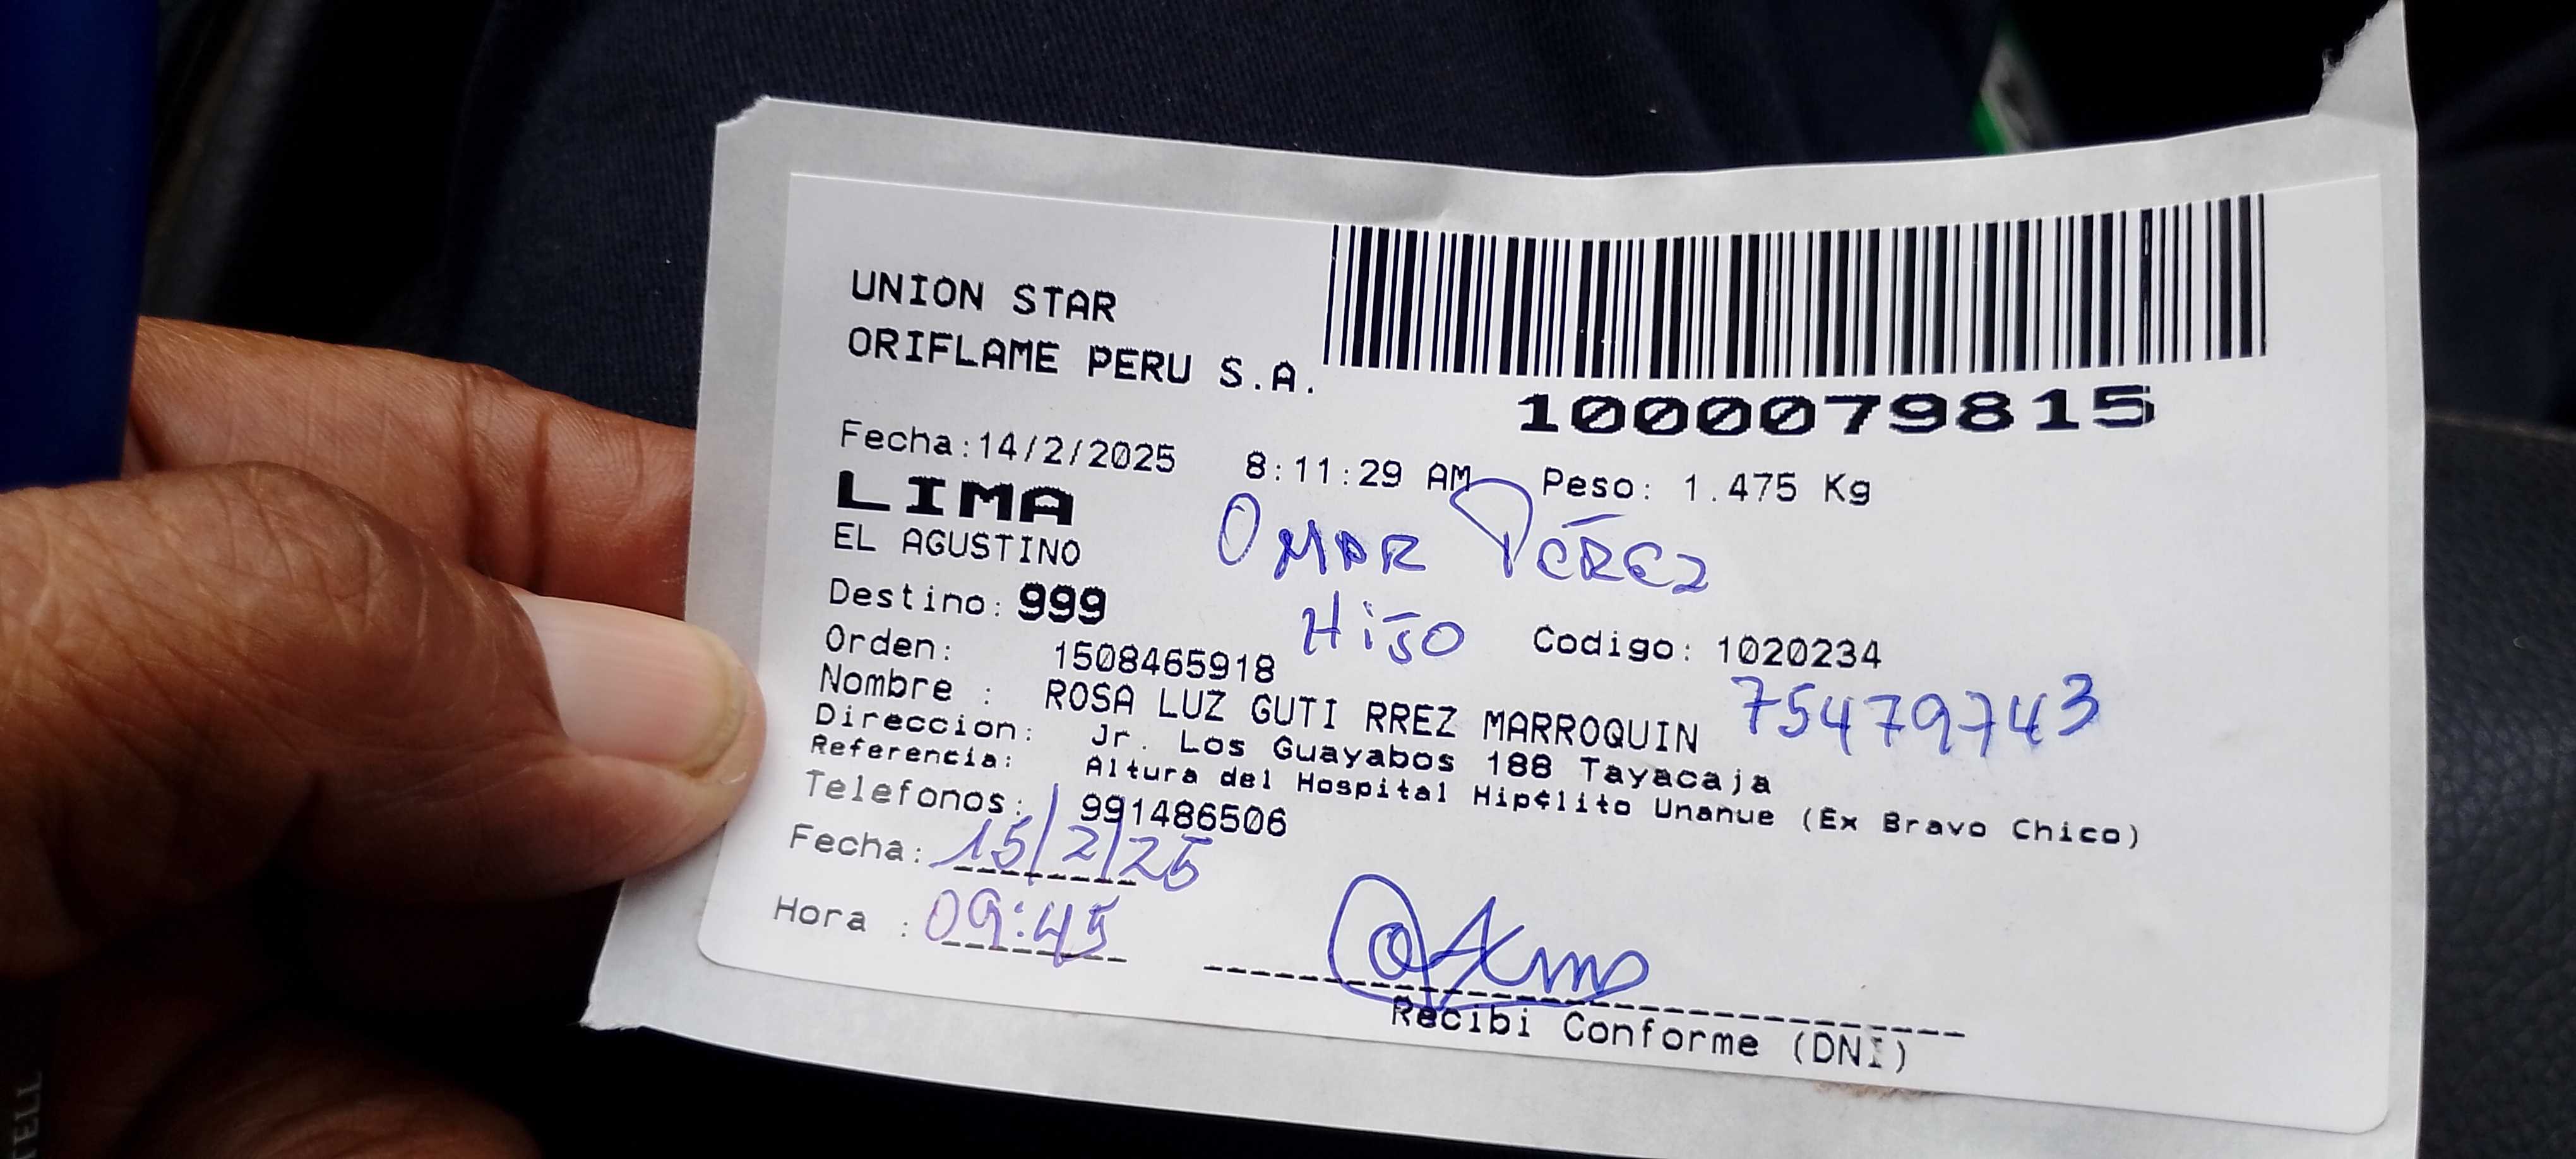 UNION STAR
ORIFLAME PERU S.A.
1000079815
Fecha:14/2/2025 8:11:29 AM Peso: 1.475 Kg
LIMA
EL AGUSTINO
OMAR PÉREZ
Destino: 999
HiJO
Orden: 1508465918 Codigo: 1020234
Nombre : ROSA LUZ GUTI RREZ MARROQUIN 75479743
Direccion: Jr. Los Guayabos 188 Tayacaja
Referencia: Altura del Hospital Hip¢lito Unanue (Ex Bravo Chico)
Telefonos: 991486506
Fecha: 15/2/25
Hora : 09:45
Recibi Conforme (DNI)
TELL